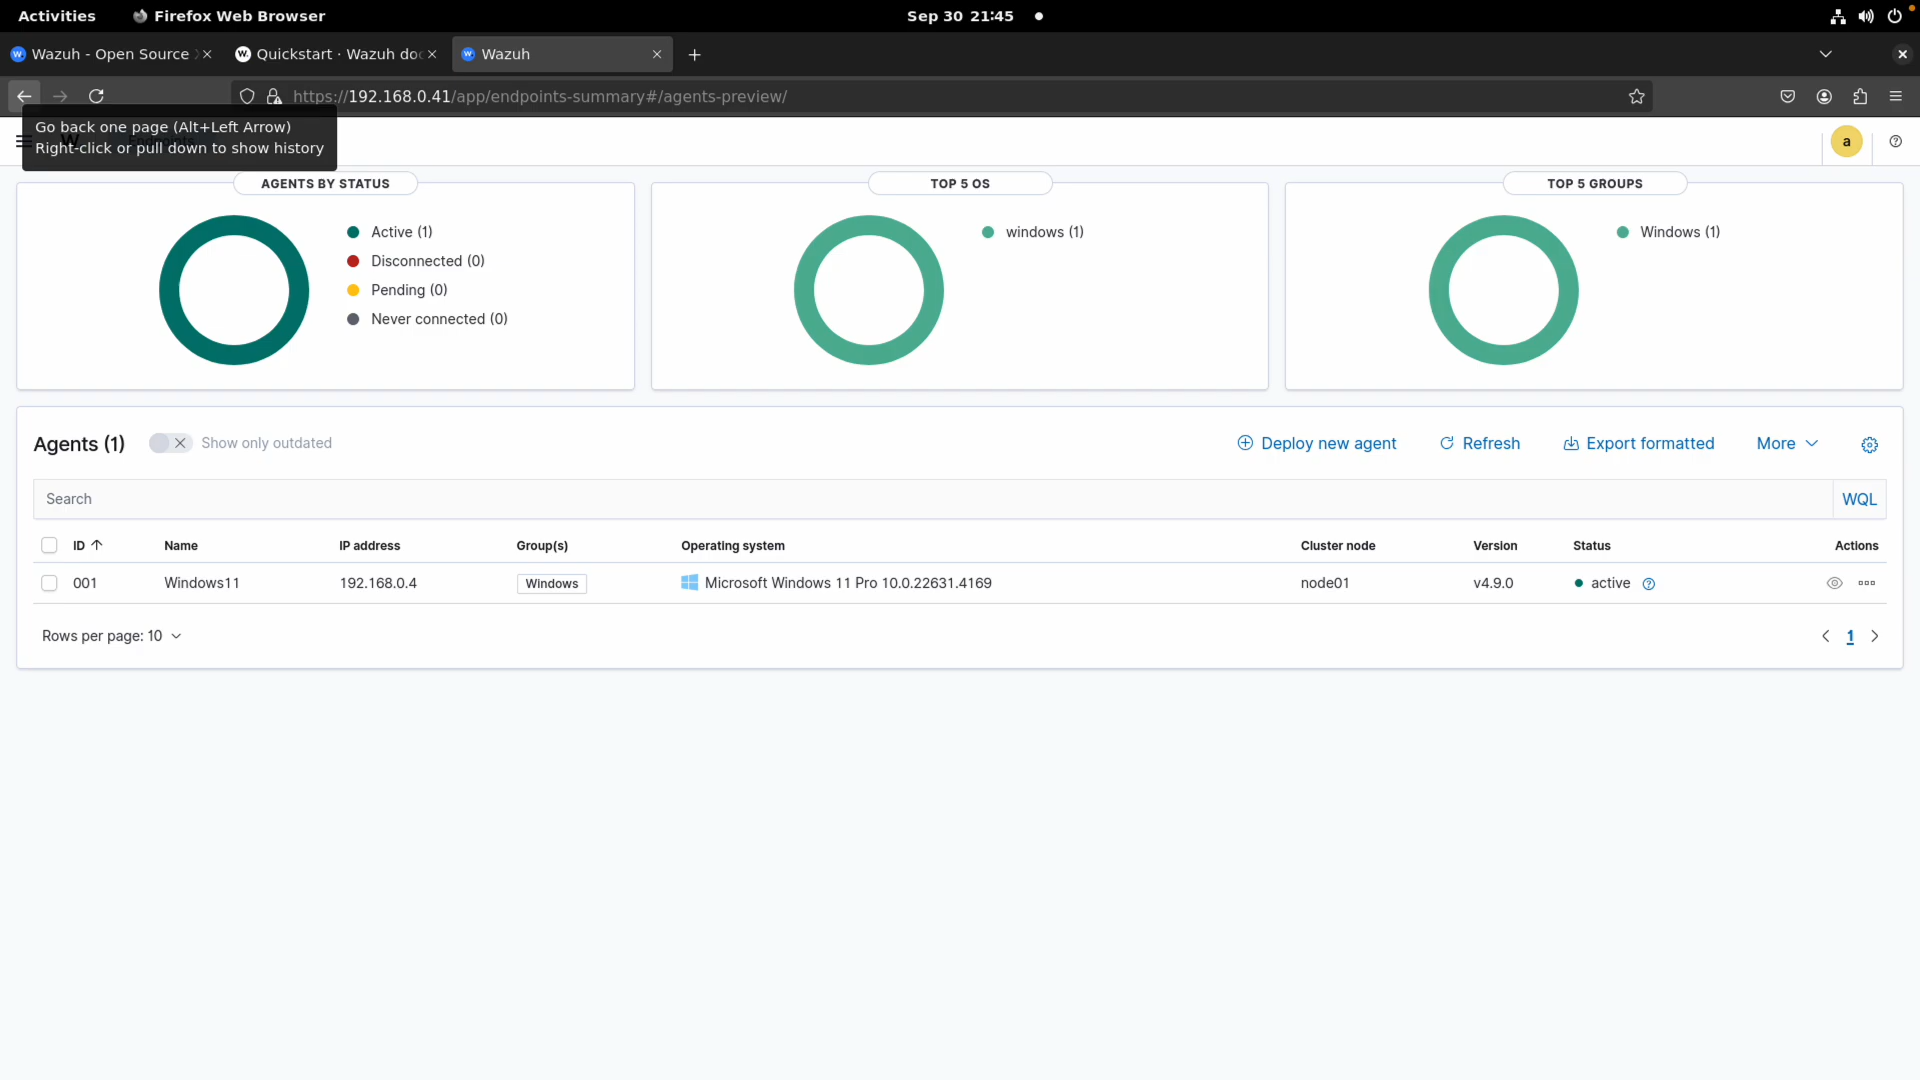 Activities
Firefox Web Browser
Sep 30 21:45
Wazuh - Open Source
Quickstart · Wazuh do
Wazuh
https://192.168.0.41/app/endpoints-summary#/agents-preview/
Go back one page (Alt+Left Arrow)
Right-click or pull down to show history
a
AGENTS BY STATUS
Active (1)
Disconnected (0)
Pending (0)
Never connected (0)
TOP 5 OS
windows (1)
TOP 5 GROUPS
Windows (1)
Agents (1)
Show only outdated
Deploy new agent
Refresh
Export formatted
More
Search
WQL
ID Name IP address Group(s) Operating system Cluster node Version Status Actions
001 Windows11 192.168.0.4 Windows Microsoft Windows 11 Pro 10.0.22631.4169 node01 v4.9.0 active
Rows per page: 10
1